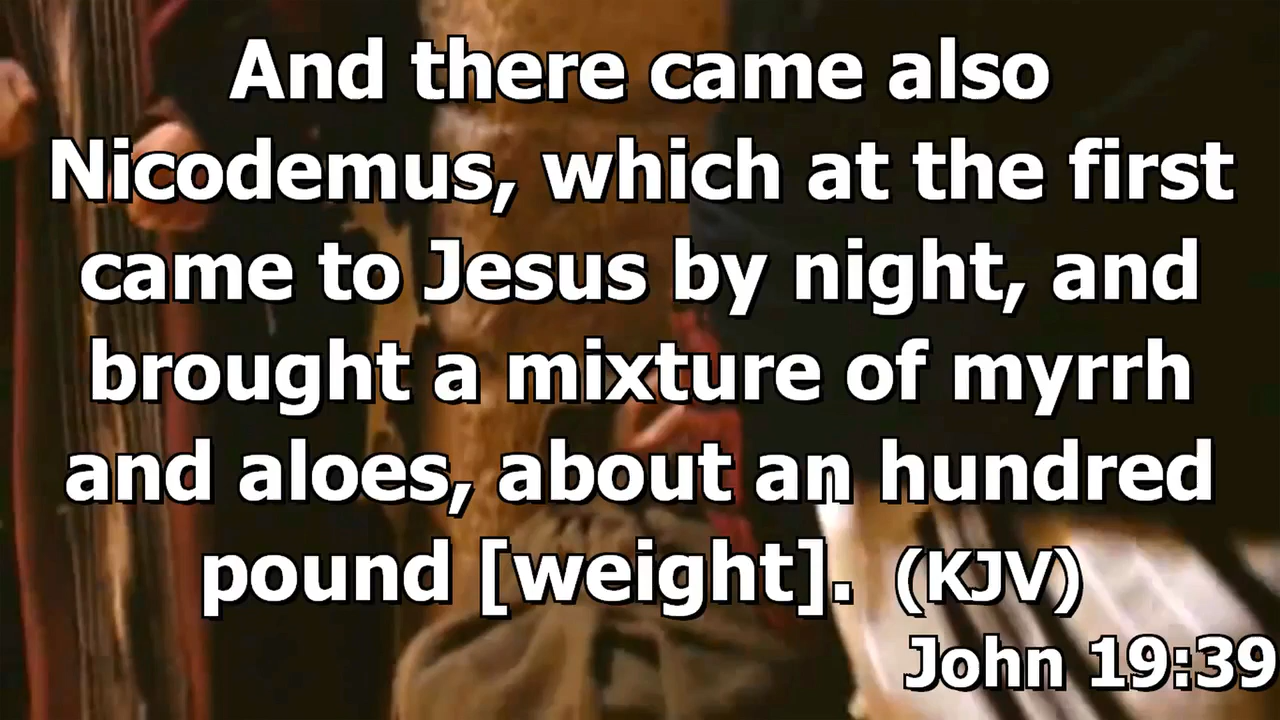 And there came also
Nicodemus, which at the first
came to Jesus by night, and
brought a mixture of myrrh
and aloes, about an hundred
pound [weight]. (KJV)
John 19:39